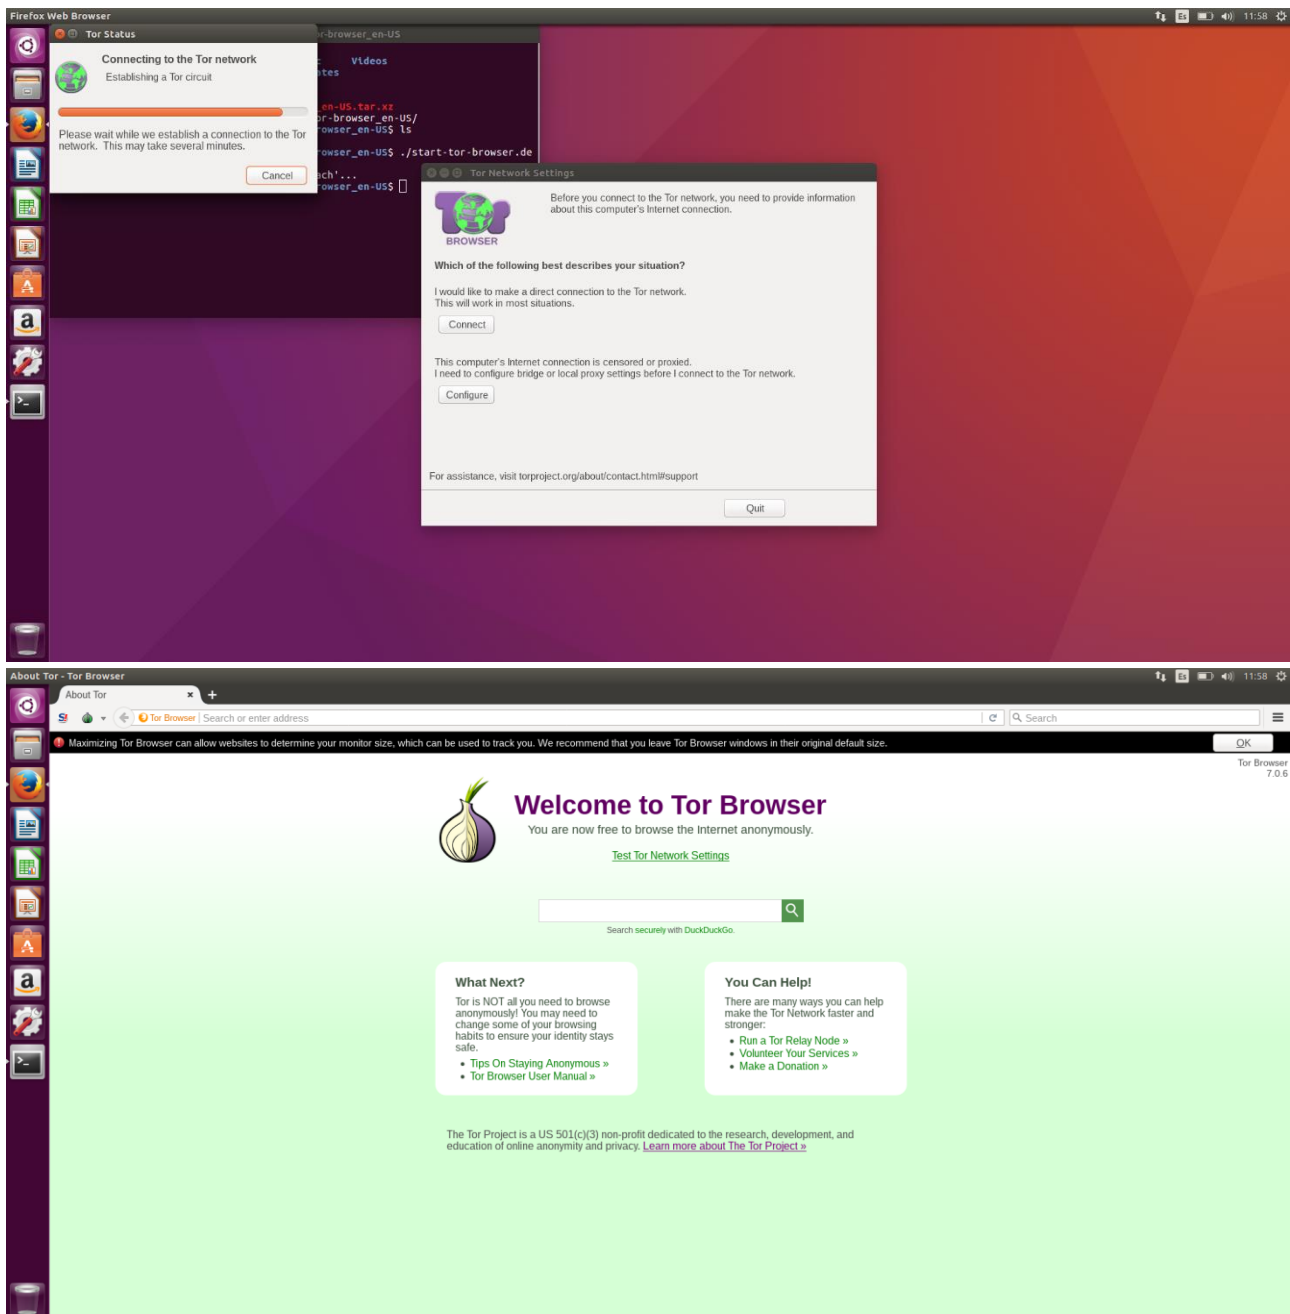 Firefox Web Browser
Es
11:58
Tor Status
or-browser_en-US
Connecting to the Tor network
Establishing a Tor circuit
Please wait while we establish a connection to the Tor
network. This may take several minutes.
Cancel
Videos
en-US.tar.xz
or-browser_en-US/
rowser_en-US$ ls
rowser_en-US$ ./start-tor-browser.de
ach'...
rowser_en-US$
Tor Network Settings
Tor
BROWSER
Before you connect to the Tor network, you need to provide information
about this computer's Internet connection.
Which of the following best describes your situation?
I would like to make a direct connection to the Tor network.
This will work in most situations.
Connect
This computer's Internet connection is censored or proxied.
I need to configure bridge or local proxy settings before I connect to the Tor network.
Configure
For assistance, visit torproject.org/about/contact.html#support
Quit
About Tor - Tor Browser
Es
11:58
About Tor
Tor Browser
Search or enter address
Search
Maximizing Tor Browser can allow websites to determine your monitor size, which can be used to track you. We recommend that you leave Tor Browser windows in their original default size.
OK
Tor Browser
7.0.6
Welcome to Tor Browser
You are now free to browse the Internet anonymously.
Test Tor Network Settings
Search securely with DuckDuckGo.
What Next?
Tor is NOT all you need to browse
anonymously! You may need to
change some of your browsing
habits to ensure your identity stays
safe.
Tips On Staying Anonymous »
Tor Browser User Manual »
You Can Help!
There are many ways you can help
make the Tor Network faster and
stronger:
Run a Tor Relay Node »
Volunteer Your Services »
Make a Donation »
The Tor Project is a US 501(c)(3) non-profit dedicated to the research, development, and
education of online anonymity and privacy. Learn more about The Tor Project »